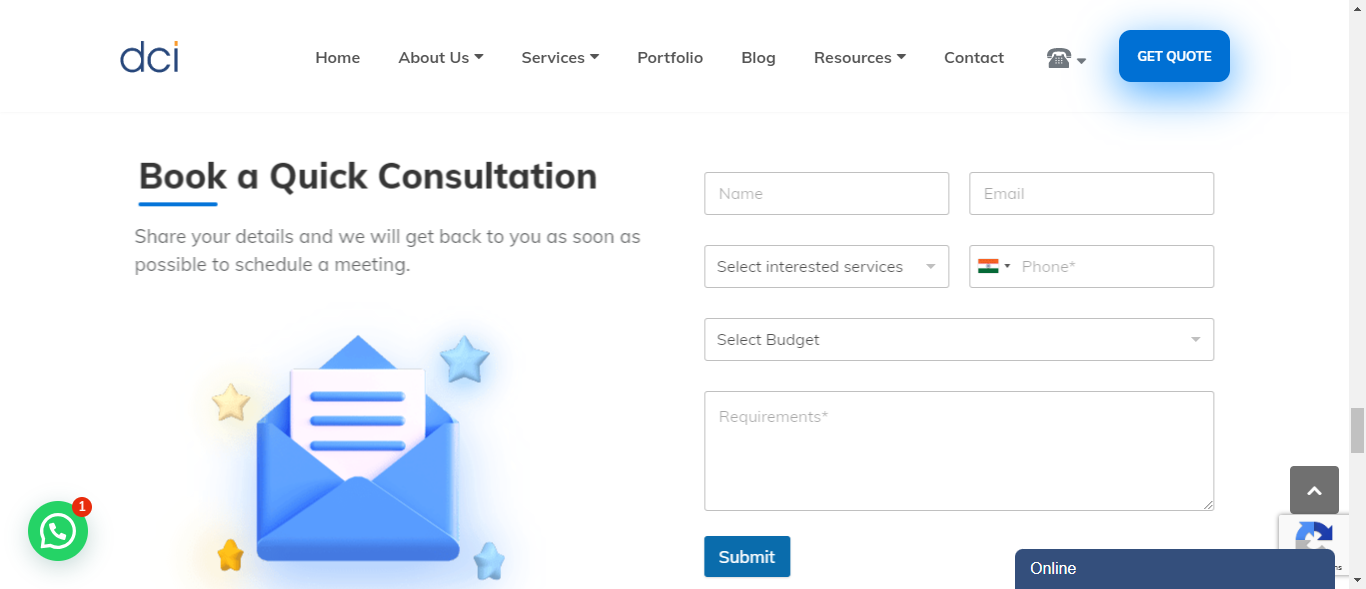 dci
Home About Us Services Portfolio Blog Resources Contact GET QUOTE
Book a Quick Consultation
Share your details and we will get back to you as soon as
possible to schedule a meeting.
Name Email
Select interested services Phone*
Select Budget
Requirements*
Submit
1
Online